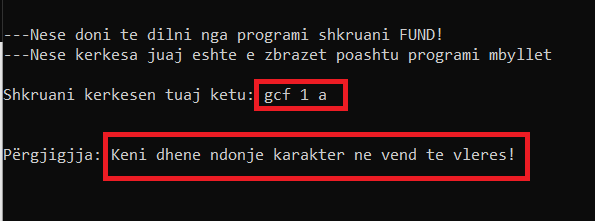 ---Nese doni te dilni nga programi shkruani FUND!
---Nese kerkesa juaj eshte e zbrazet poashtu programi mbyllet
Shkruani kerkesen tuaj ketu: gcf 1 a
Përgjigjja: Keni dhene ndonje karakter ne vend te vleres!